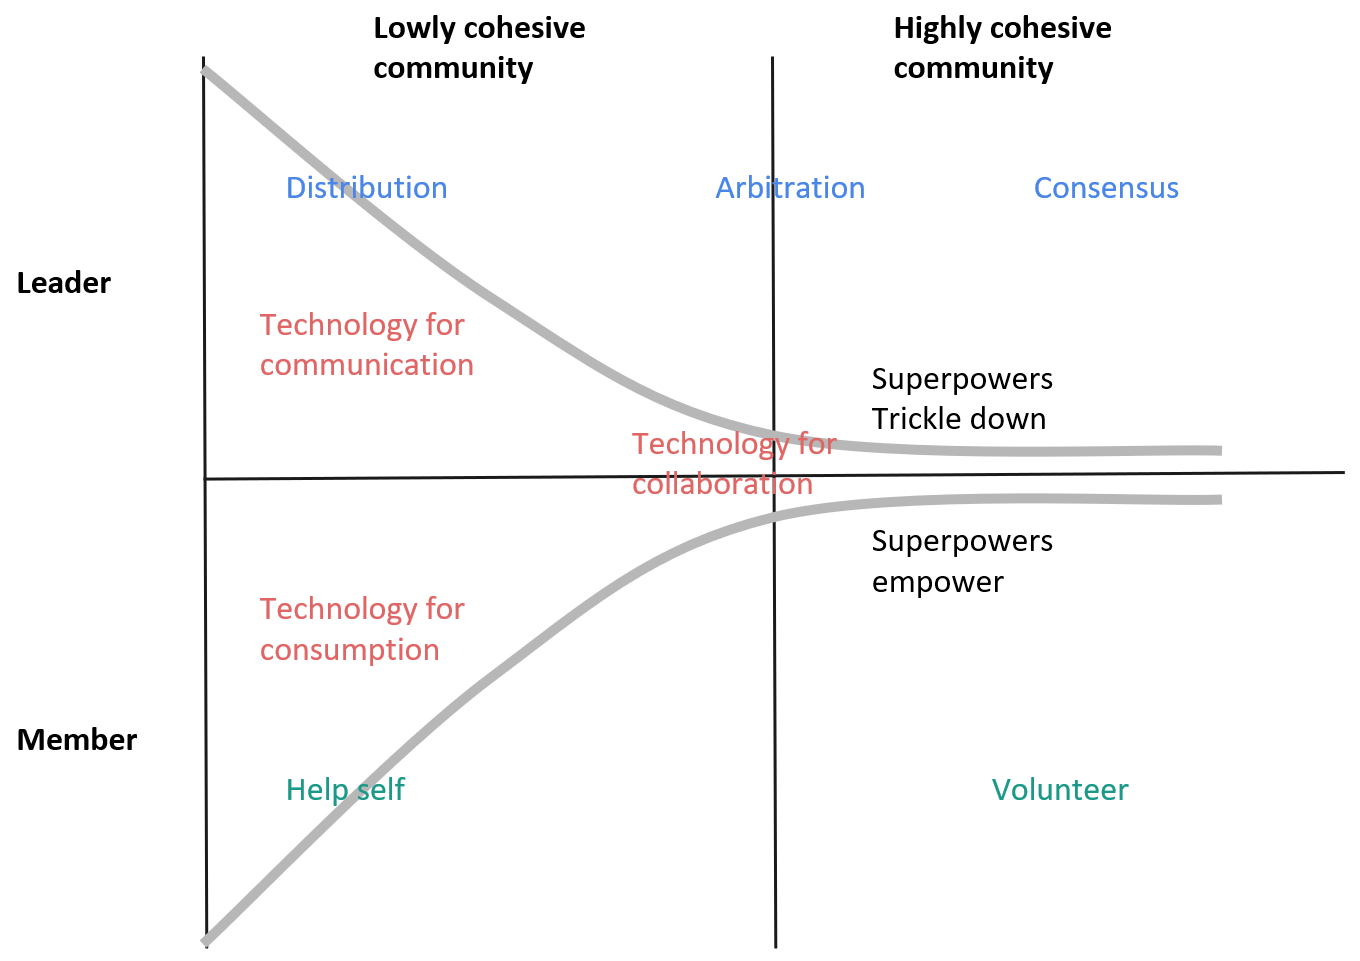 Lowly cohesive
community
Highly cohesive
community
Distribution
Arbitration
Consensus
Leader
Technology for
communication
Superpowers
Trickle down
Technology for
collaboration
Superpowers
empower
Technology for
consumption
Member
Help self
Volunteer